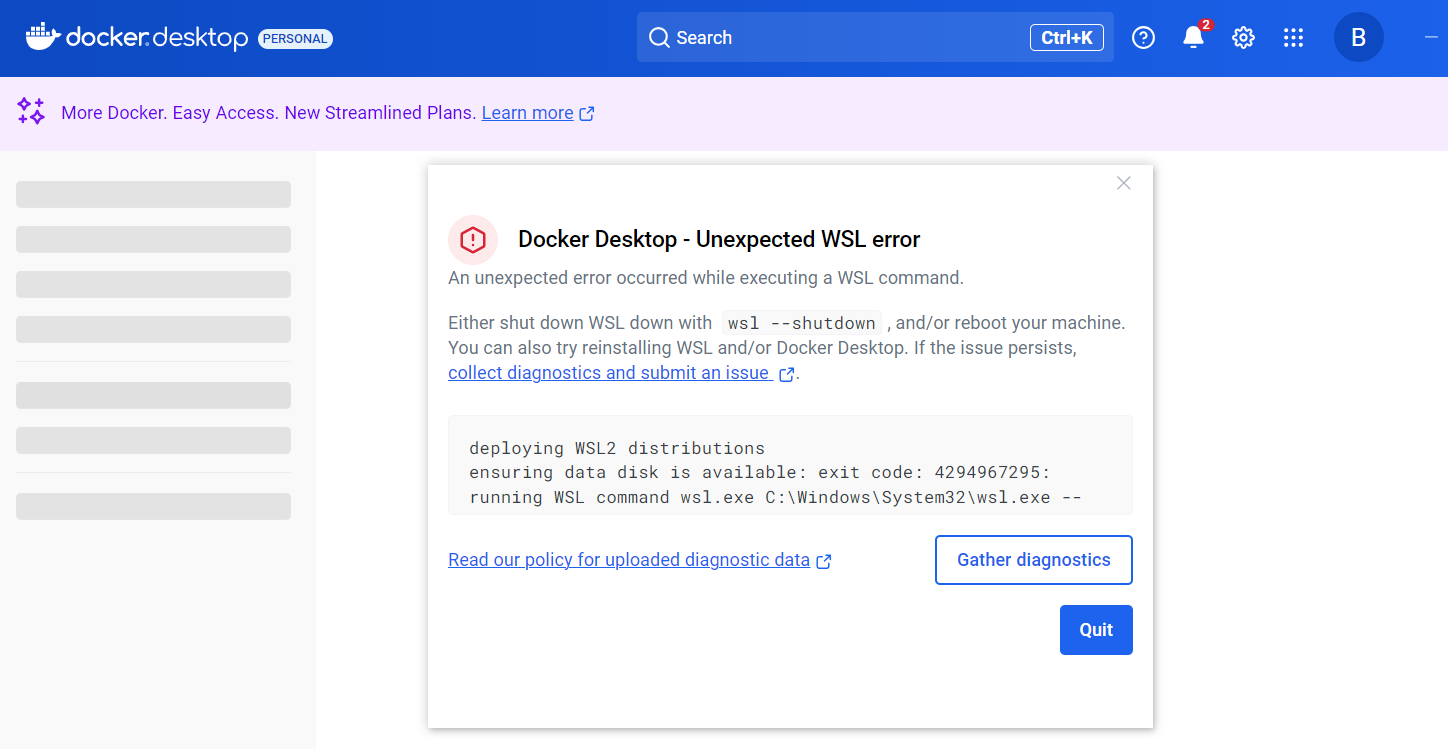 docker desktop PERSONAL
Search Ctrl+K
2
B
More Docker. Easy Access. New Streamlined Plans. Learn more
Docker Desktop - Unexpected WSL error
An unexpected error occurred while executing a WSL command.
Either shut down WSL down with wsl --shutdown , and/or reboot your machine.
You can also try reinstalling WSL and/or Docker Desktop. If the issue persists,
collect diagnostics and submit an issue .
deploying WSL2 distributions
ensuring data disk is available: exit code: 4294967295:
running WSL command wsl.exe C:\Windows\System32\wsl.exe --
Read our policy for uploaded diagnostic data
Gather diagnostics
Quit